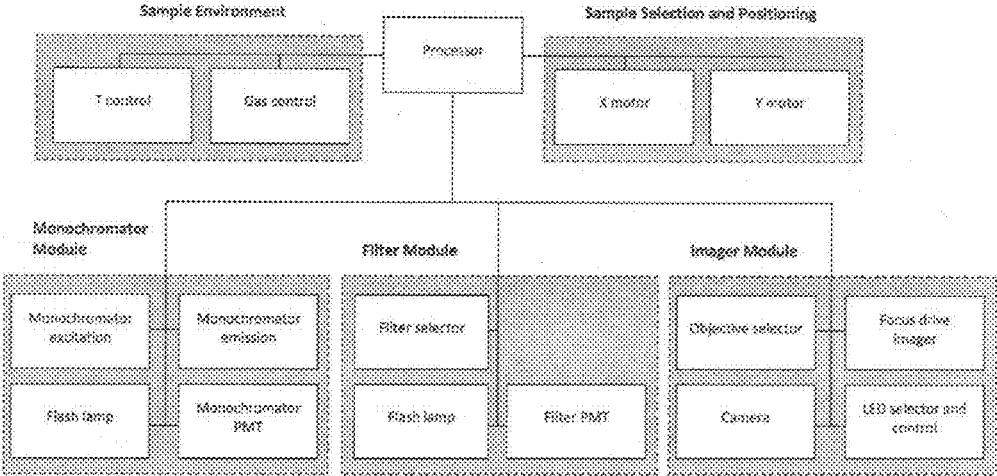 Sample Environment
Sample Selection and Positioning
Processor
T control
Gas control
X motor
Y motor
Monochromator
Module
Filter Module
Imager Module
Monochromator
excitation
Monochromator
emission
Filter selector
Objective selector
Focus drive
imager
Flash lamp
Monochromator
PMT
Flash lamp
Filter PMT
Camera
LED selector and
control